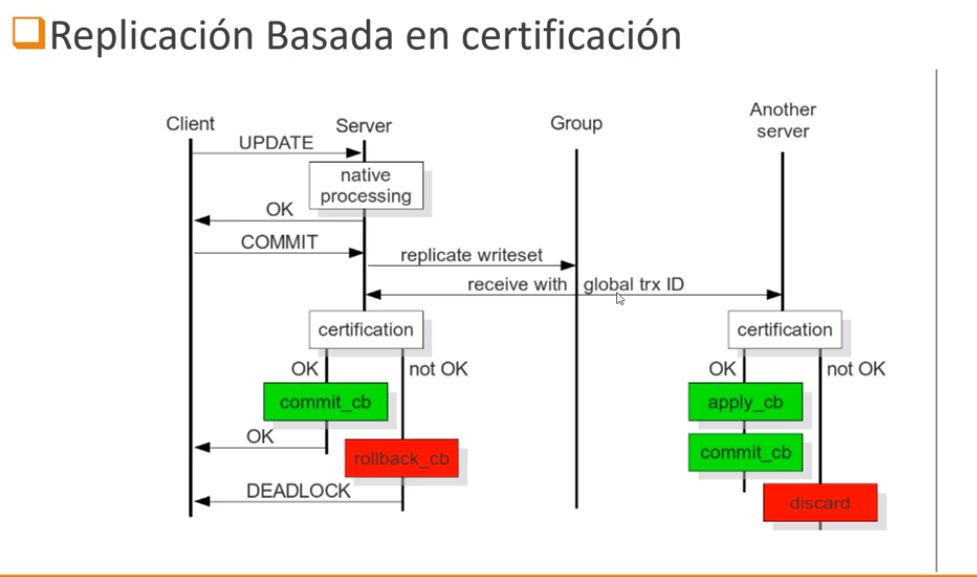 Replicación Basada en certificación
Client
Server
Group
Another
server
UPDATE
native
processing
OK
COMMIT
replicate writeset
receive with global trx ID
certification
certification
OK
not OK
OK
not OK
commit_cb
apply_cb
OK
rollback_cb
commit_cb
DEADLOCK
discard